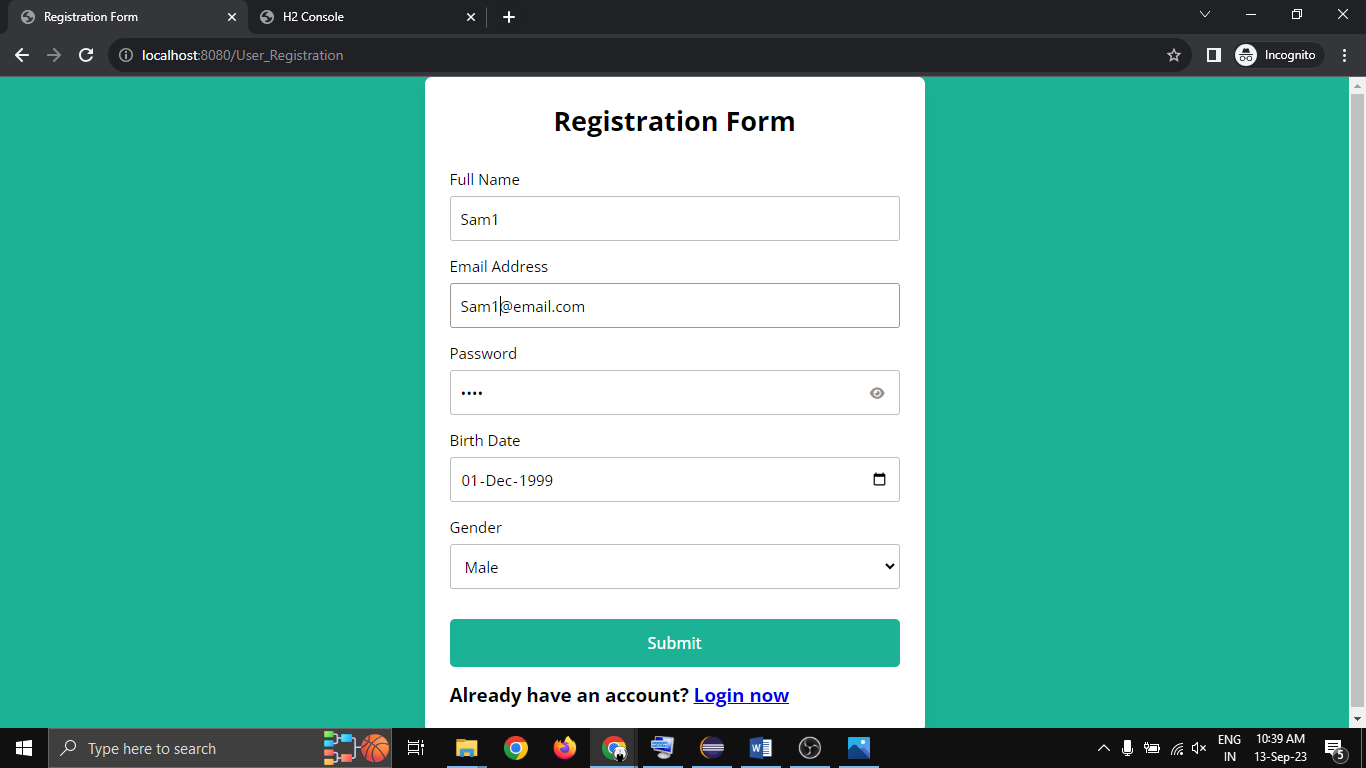 Registration Form
H2 Console
localhost:8080/User_Registration
Incognito
Registration Form
Full Name
Sam1
Email Address
Sam1@email.com
Password
••••
Birth Date
01-Dec-1999
Gender
Male
Submit
Already have an account? Login now
Type here to search
ENG
IN
10:39 AM
13-Sep-23
5